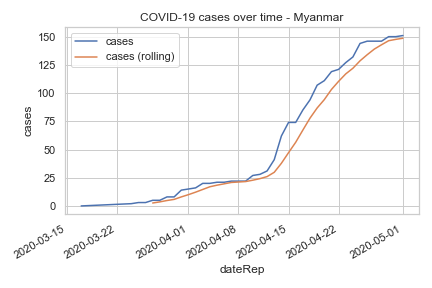 COVID-19 cases over time - Myanmar
cases
cases (rolling)
150
125
100
75
50
25
0
cases
2020-03-15
2020-03-22
2020-04-01
2020-04-08
2020-04-15
2020-04-22
2020-05-01
dateRep